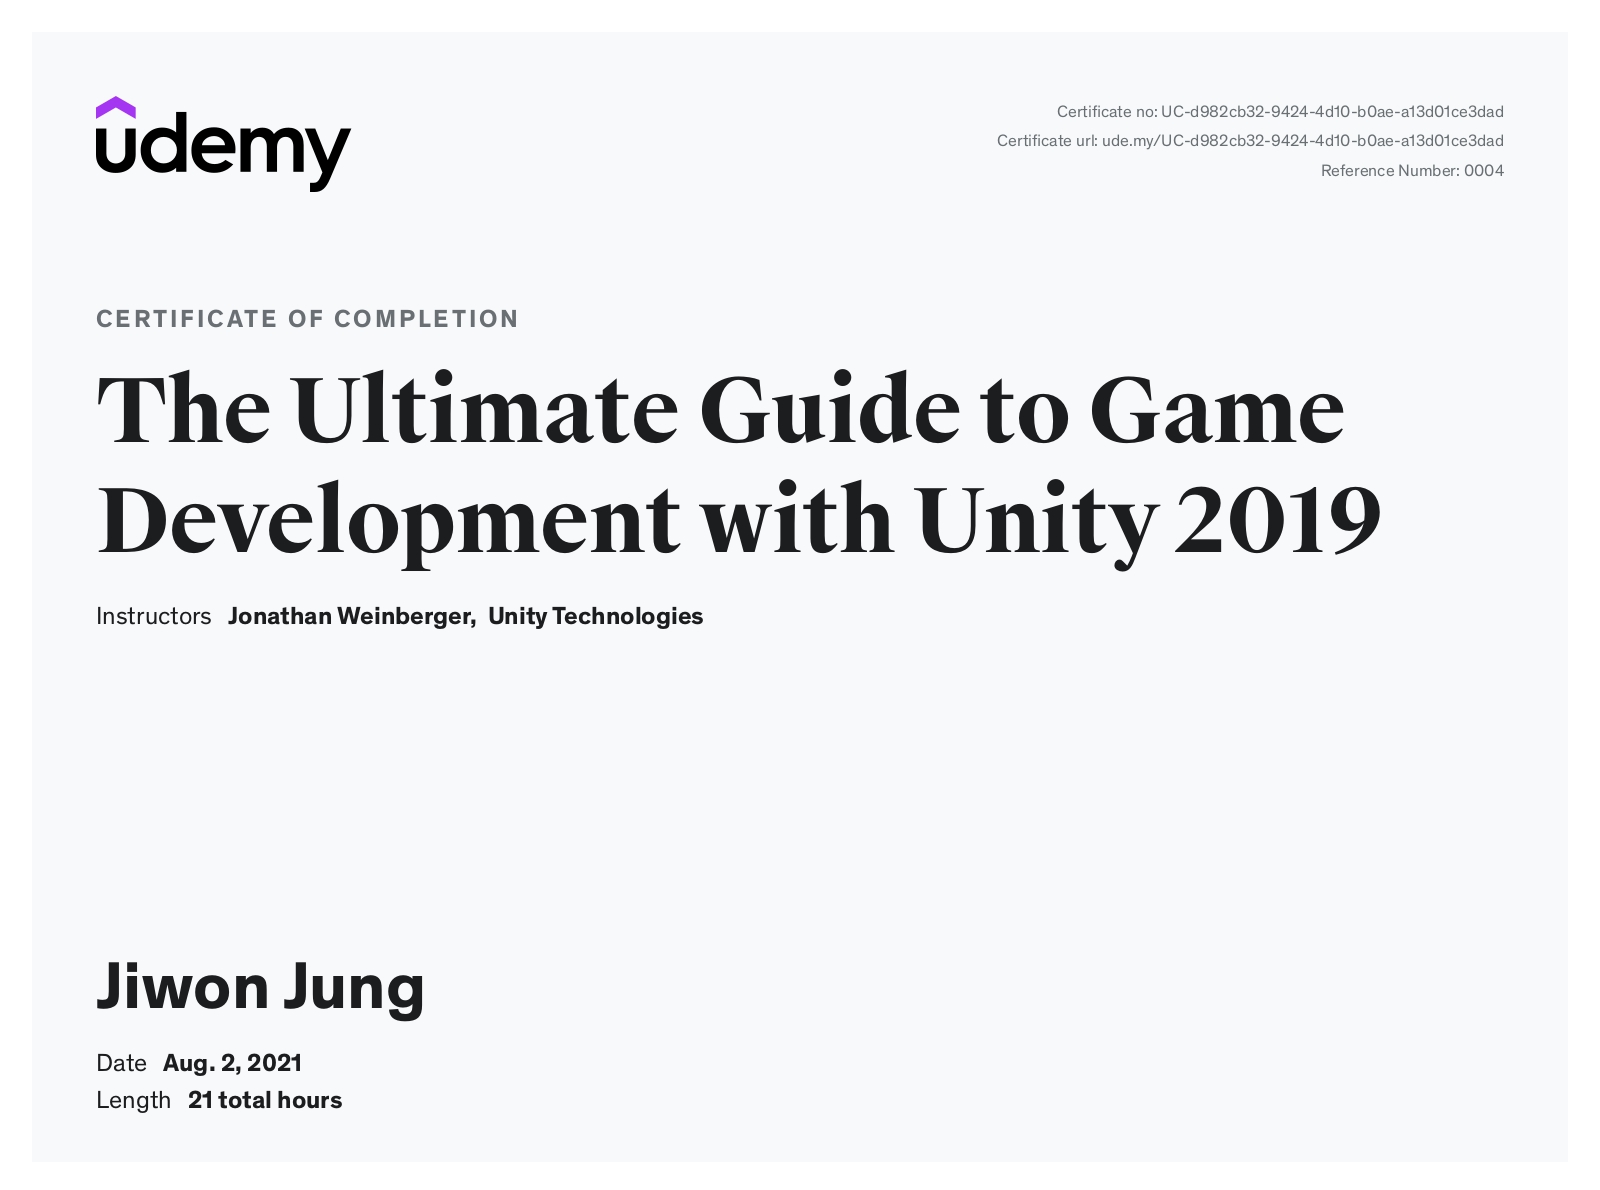 udemy
Certificate no: UC-d982cb32-9424-4d10-b0ae-a13d01ce3dad
Certificate url: ude.my/UC-d982cb32-9424-4d10-b0ae-a13d01ce3dad
Reference Number: 0004
CERTIFICATE OF COMPLETION
The Ultimate Guide to Game
Development with Unity 2019
Instructors Jonathan Weinberger, Unity Technologies
Jiwon Jung
Date Aug. 2, 2021
Length 21 total hours